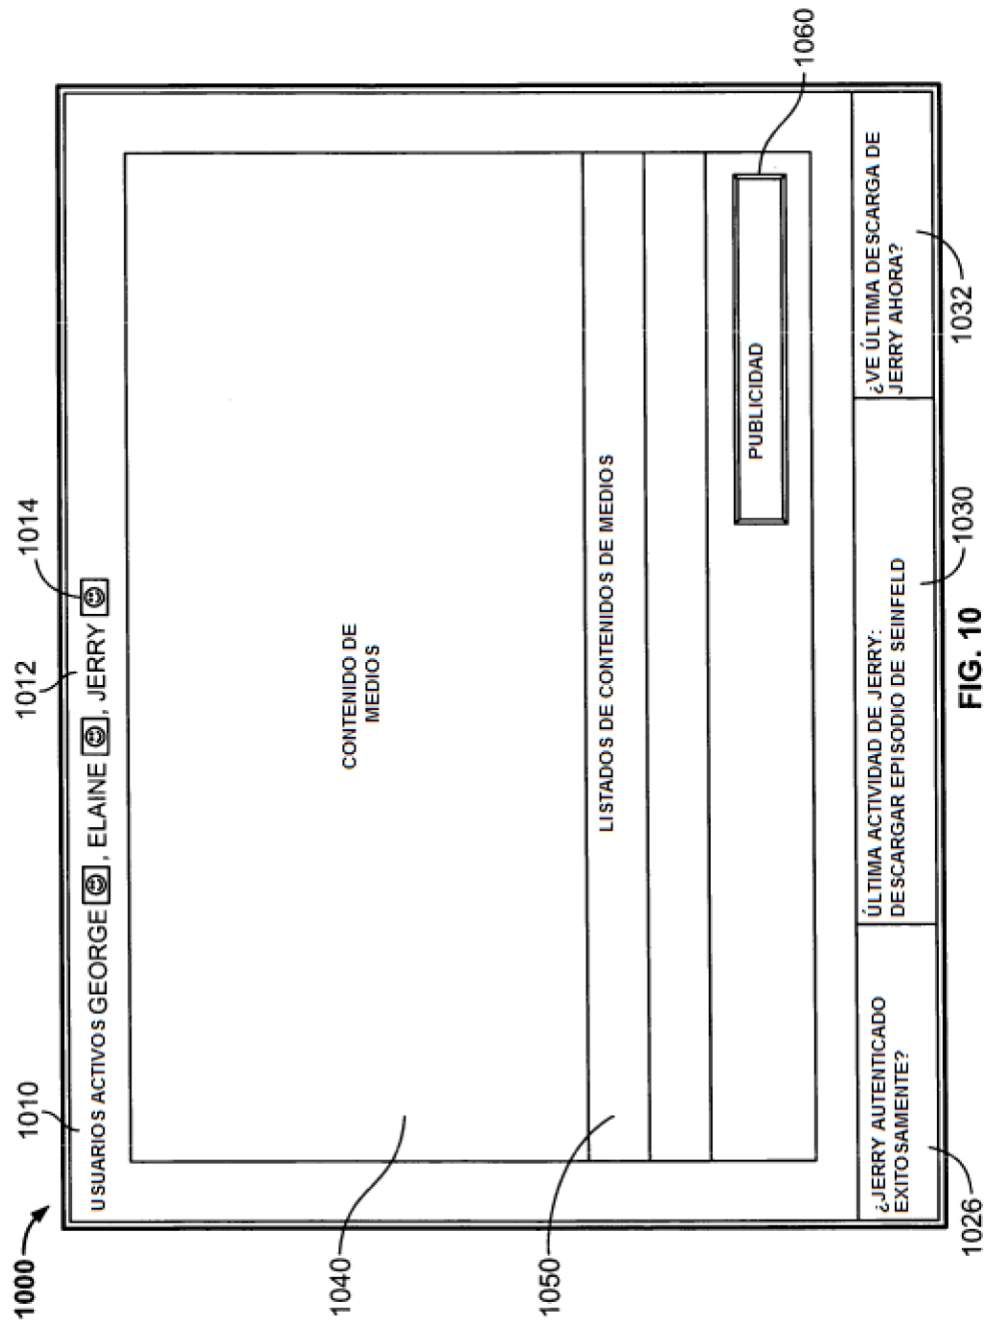 1000
1010
1012
1014
USUARIOS ACTIVOS GEORGE ☺, ELAINE ☺, JERRY ☺
1040
CONTENIDO DE
MEDIOS
1050
LISTADOS DE CONTENIDOS DE MEDIOS
PUBLICIDAD
1060
¿JERRY AUTENTICADO
EXITOSAMENTE?
ÚLTIMA ACTIVIDAD DE JERRY:
DESCARGAR EPISODIO DE SEINFELD
¿VE ÚLTIMA DESCARGA DE
JERRY AHORA?
1026
1030
1032
FIG. 10